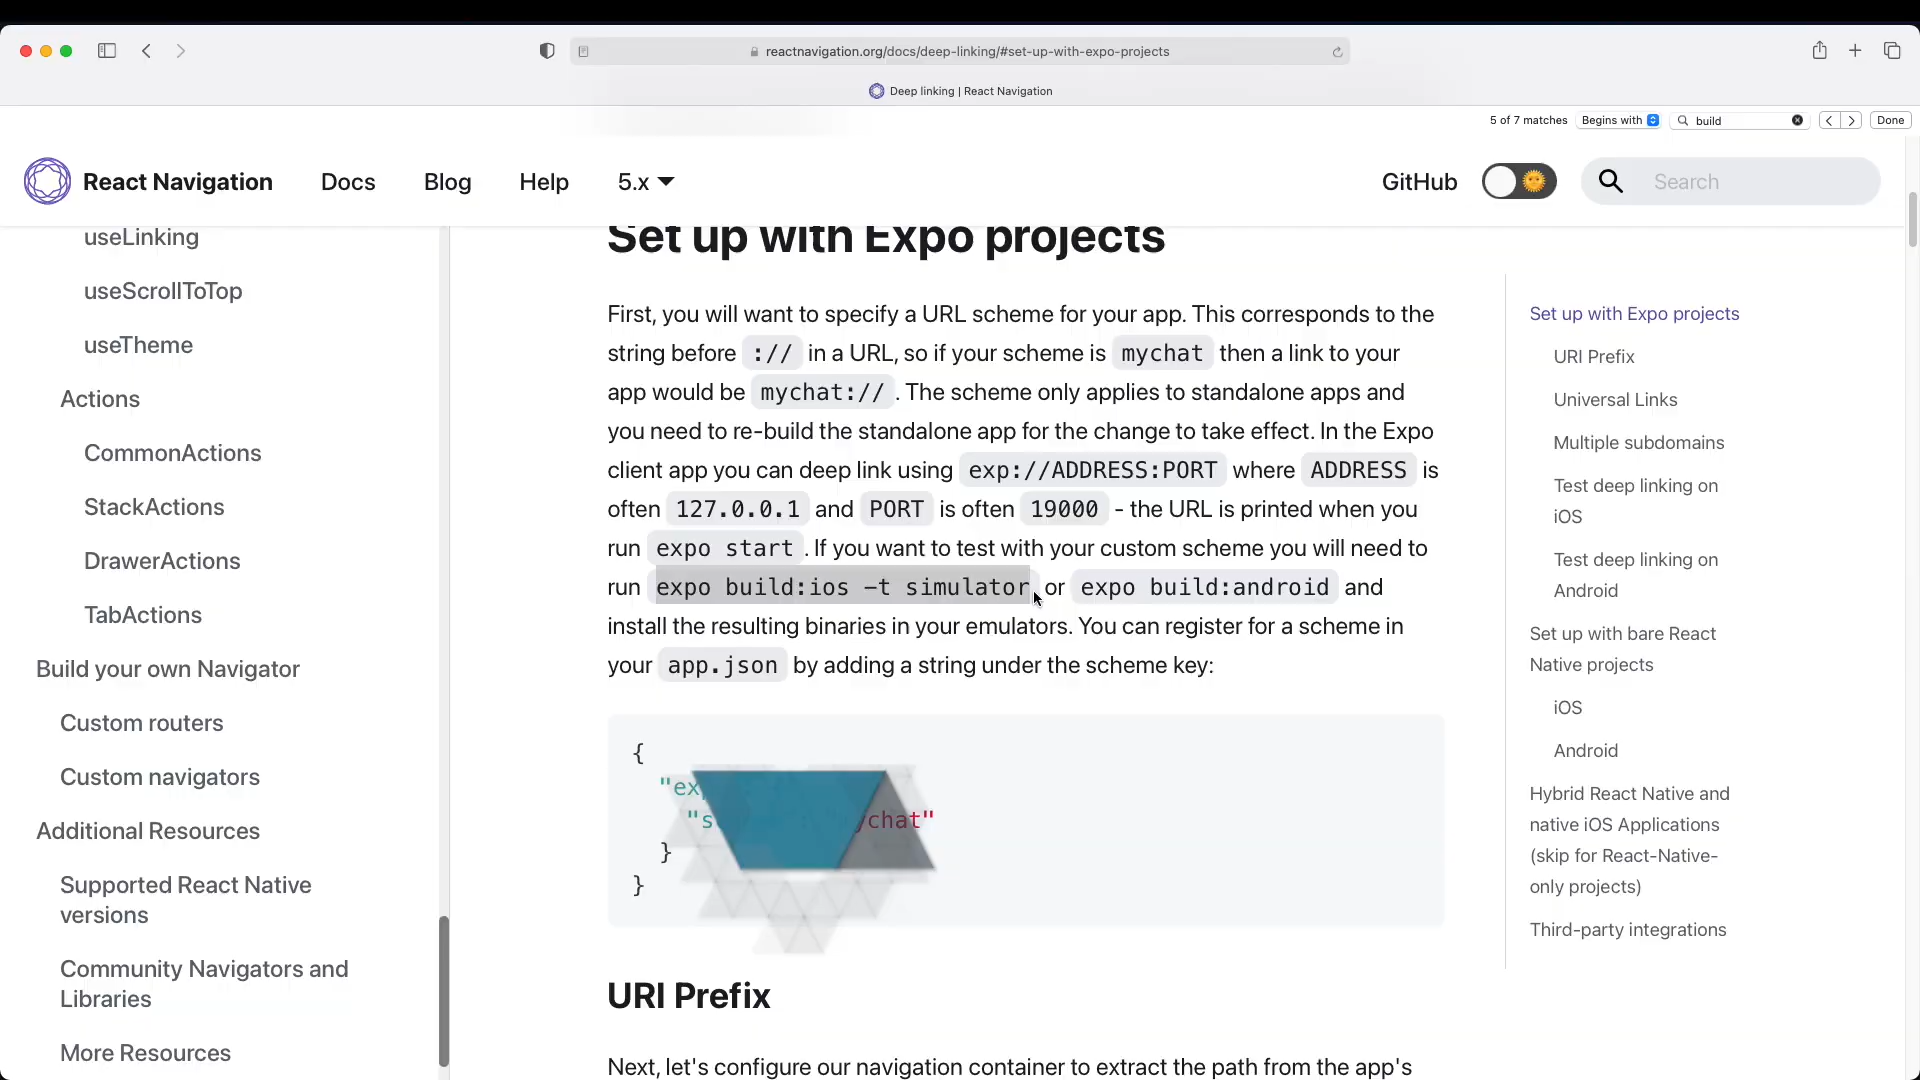 reactnavigation.org/docs/deep-linking/#set-up-with-expo-projects
Deep linking | React Navigation
5 of 7 matches
Begins with
build
Done
React Navigation
Docs
Blog
Help
5.x
GitHub
Search
useLinking
useScrollToTop
useTheme
Actions
CommonActions
StackActions
DrawerActions
TabActions
Build your own Navigator
Custom routers
Custom navigators
Additional Resources
Supported React Native
versions
Community Navigators and
Libraries
More Resources
Set up with Expo projects
First, you will want to specify a URL scheme for your app. This corresponds to the
string before :// in a URL, so if your scheme is mychat then a link to your
app would be mychat:// . The scheme only applies to standalone apps and
you need to re-build the standalone app for the change to take effect. In the Expo
client app you can deep link using exp://ADDRESS:PORT where ADDRESS is
often 127.0.0.1 and PORT is often 19000 - the URL is printed when you
run expo start . If you want to test with your custom scheme you will need to
run expo build:ios -t simulator or expo build:android and
install the resulting binaries in your emulators. You can register for a scheme in
your app.json by adding a string under the scheme key:
{
}
}
URI Prefix
Next, let's configure our navigation container to extract the path from the app's
Set up with Expo projects
URI Prefix
Universal Links
Multiple subdomains
Test deep linking on
iOS
Test deep linking on
Android
Set up with bare React
Native projects
iOS
Android
Hybrid React Native and
native iOS Applications
(skip for React-Native-
only projects)
Third-party integrations